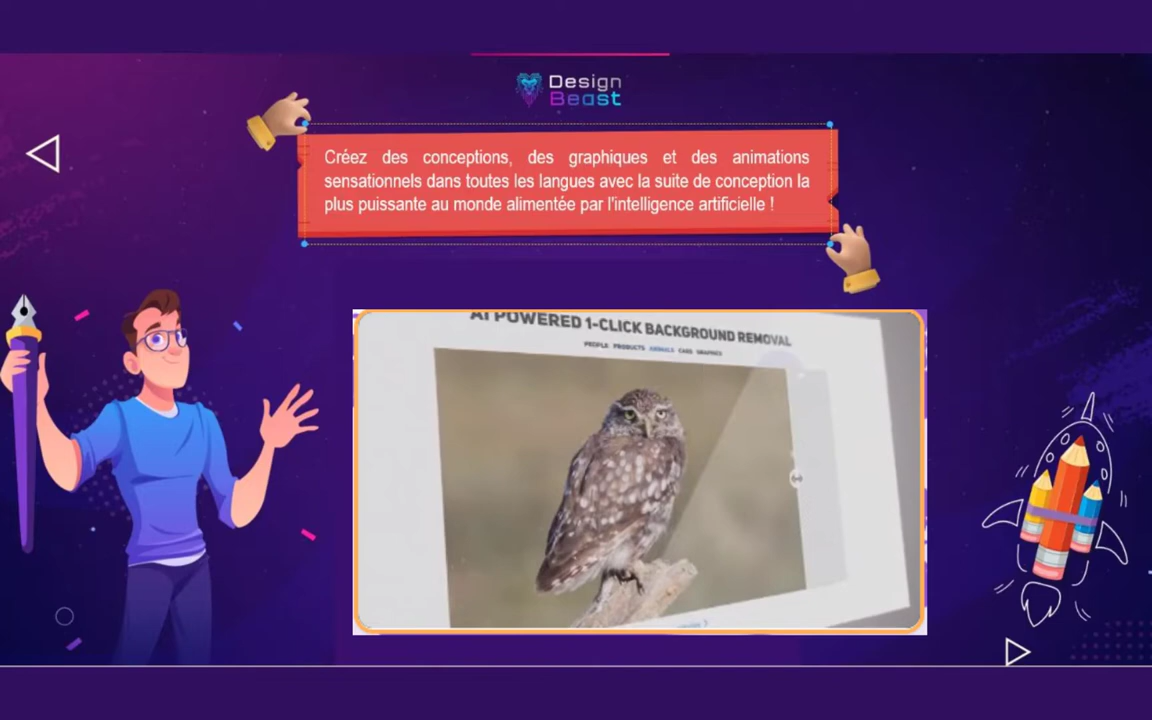 Design
Beast
Créez des conceptions, des graphiques et des animations
sensationnels dans toutes les langues avec la suite de conception la
plus puissante au monde alimentée par l'intelligence artificielle !
AI POWERED 1-CLICK BACKGROUND REMOVAL
PEOPLE PRODUCTS ANIMALS CARS GRAPHICS